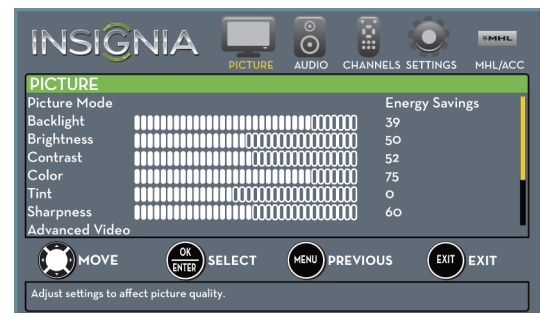 INSIGNIA
PICTURE AUDIO CHANNELS SETTINGS MHL MHL/ACC
PICTURE
Picture Mode Energy Savings
Backlight 39
Brightness 50
Contrast 52
Color 75
Tint 0
Sharpness 60
Advanced Video
MOVE OK ENTER SELECT MENU PREVIOUS EXIT EXIT
Adjust settings to affect picture quality.